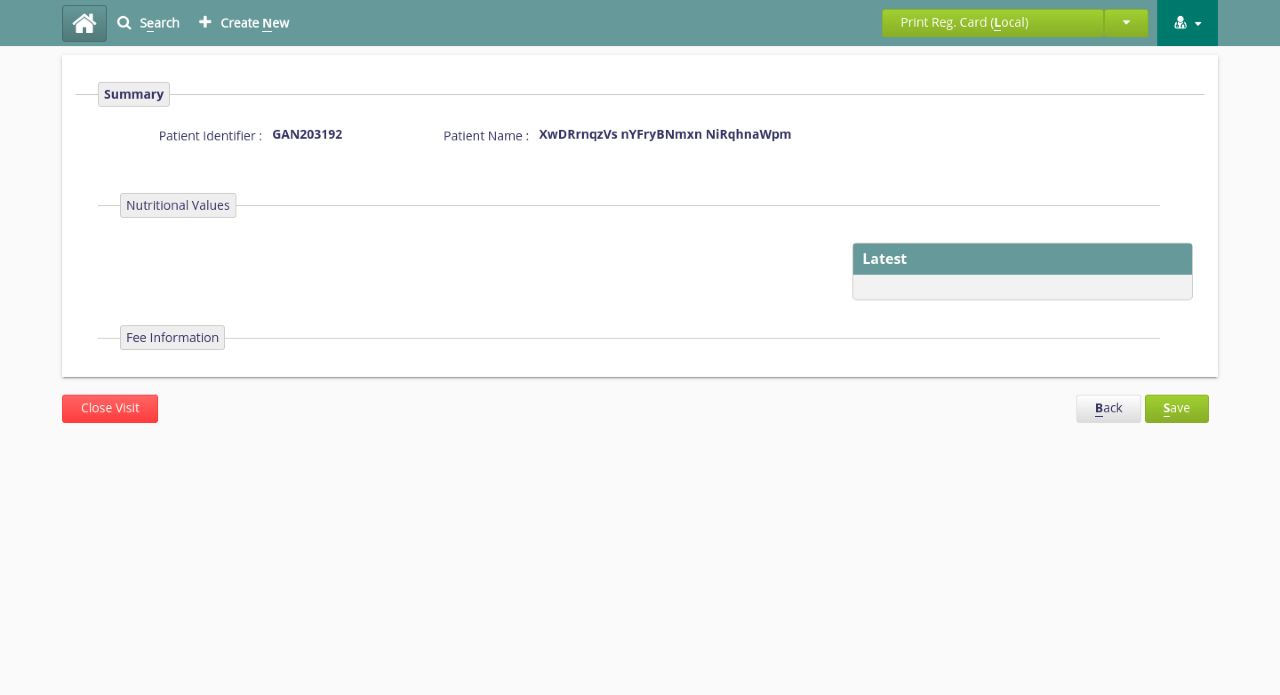 Search Create New Print Reg. Card (Local)
Summary
Patient Identifier : GAN203192 Patient Name : XwDRrnqzVs nYFryBNmxn NiRqhnaWpm
Nutritional Values
Latest
Fee Information
Close Visit Back Save